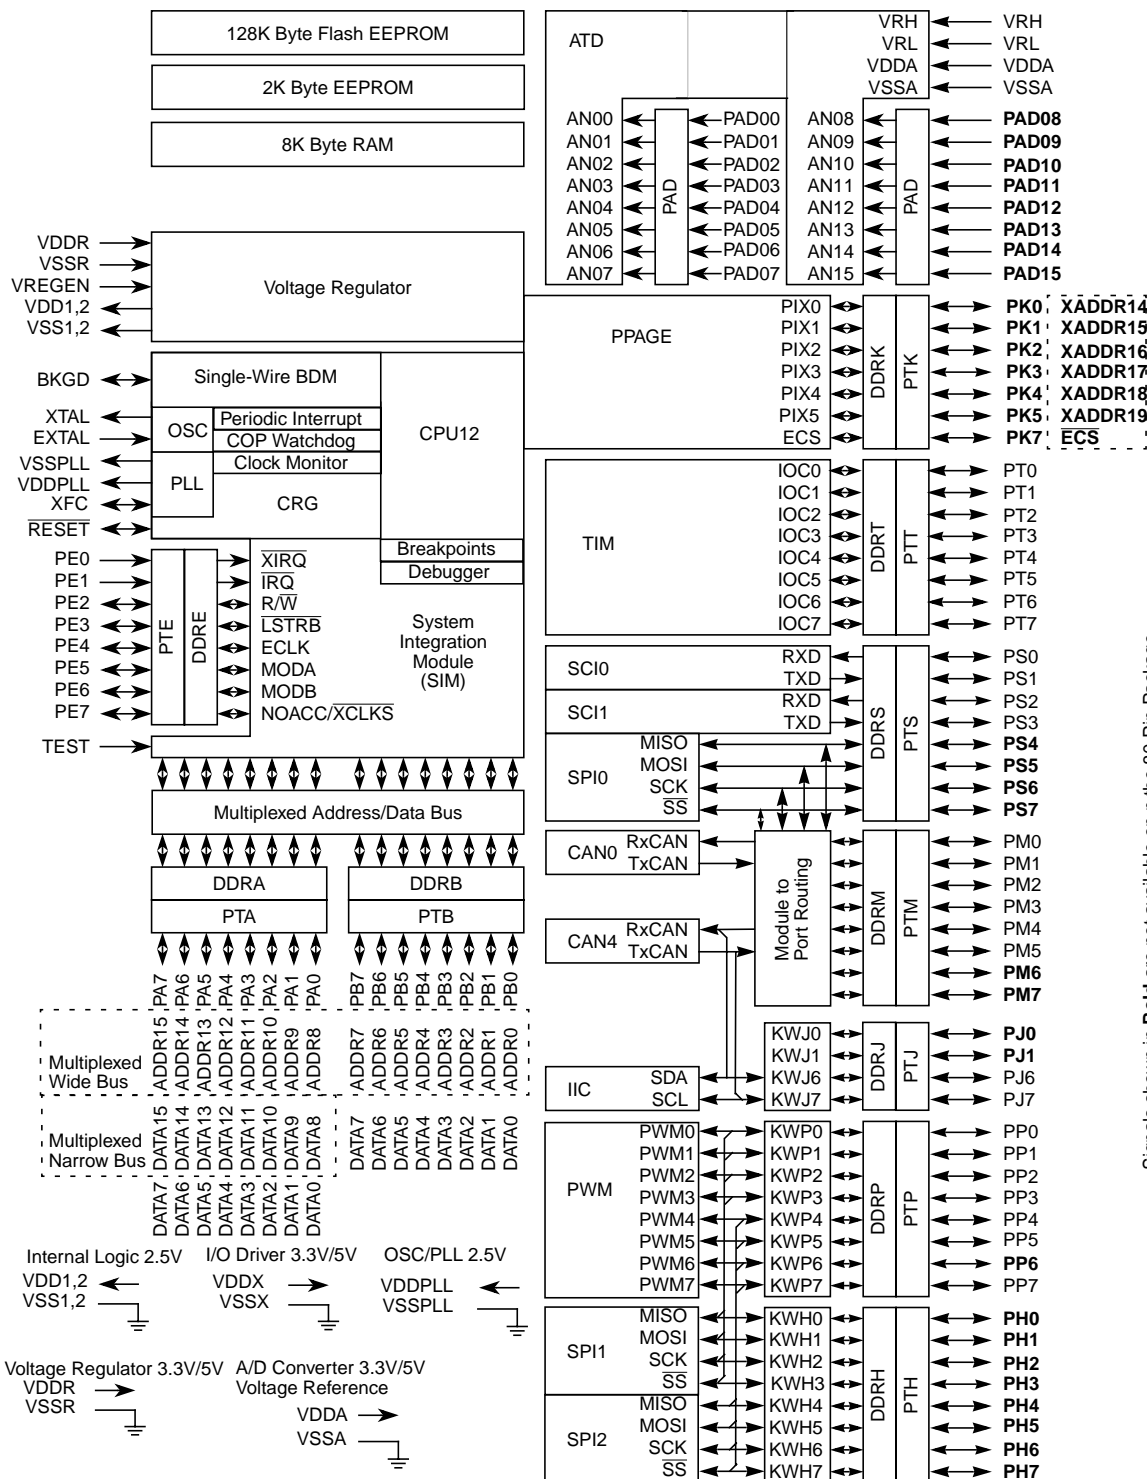 128K Byte Flash EEPROM
2K Byte EEPROM
8K Byte RAM
VDDR
VSSR
VREGEN
VDD1,2
VSS1,2
Voltage Regulator
BKGD
XTAL
EXTAL
VSSPLL
VDDPLL
XFC
RESET
Single-Wire BDM
OSC
Periodic Interrupt
COP Watchdog
Clock Monitor
PLL
CRG
CPU12
Breakpoints
Debugger
PE0
PE1
PE2
PE3
PE4
PE5
PE6
PE7
TEST
PTE
DDRE
XIRQ
IRQ
R/W
LSTRB
ECLK
MODA
MODB
NOACC/XCLKS
System
Integration
Module
(SIM)
Multiplexed Address/Data Bus
DDRA
DDRB
PTA
PTB
PA7
PA6
PA5
PA4
PA3
PA2
PA1
PA0
PB7
PB6
PB5
PB4
PB3
PB2
PB1
PB0
Multiplexed
Wide Bus
ADDR15
ADDR14
ADDR13
ADDR12
ADDR11
ADDR10
ADDR9
ADDR8
ADDR7
ADDR6
ADDR5
ADDR4
ADDR3
ADDR2
ADDR1
ADDR0
Multiplexed
Narrow Bus
DATA15
DATA14
DATA13
DATA12
DATA11
DATA10
DATA9
DATA8
DATA7
DATA6
DATA5
DATA4
DATA3
DATA2
DATA1
DATA0
DATA7
DATA6
DATA5
DATA4
DATA3
DATA2
DATA1
DATA0
Internal Logic 2.5V
VDD1,2
VSS1,2
I/O Driver 3.3V/5V
VDDX
VSSX
OSC/PLL 2.5V
VDDPLL
VSSPLL
Voltage Regulator 3.3V/5V
VDDR
VSSR
A/D Converter 3.3V/5V
Voltage Reference
VDDA
VSSA
ATD
VRH VRH
VRL VRL
VDDA VDDA
VSSA VSSA
AN00 PAD00 AN08 PAD08
AN01 PAD01 AN09 PAD09
AN02 PAD02 AN10 PAD10
AN03 PAD03 AN11 PAD11
AN04 PAD04 AN12 PAD12
AN05 PAD05 AN13 PAD13
AN06 PAD06 AN14 PAD14
AN07 PAD07 AN15 PAD15
PAD
PAD
PPAGE
PIX0 PK0 XADDR14
PIX1 PK1 XADDR15
PIX2 PK2 XADDR16
PIX3 PK3 XADDR17
PIX4 PK4 XADDR18
PIX5 PK5 XADDR19
ECS PK7 ECS
DDRK
PTK
TIM
IOC0 PT0
IOC1 PT1
IOC2 PT2
IOC3 PT3
IOC4 PT4
IOC5 PT5
IOC6 PT6
IOC7 PT7
DDRT
PTT
SCI0
RXD PS0
TXD PS1
SCI1
RXD PS2
TXD PS3
SPI0
MISO PS4
MOSI PS5
SCK PS6
SS PS7
DDRS
PTS
CAN0
RxCAN
TxCAN
CAN4
RxCAN
TxCAN
Module to
Port Routing
DDRM
PTM
PM0
PM1
PM2
PM3
PM4
PM5
PM6
PM7
IIC
SDA
SCL
KWJ0 PJ0
KWJ1 PJ1
KWJ6 PJ6
KWJ7 PJ7
DDRJ
PTJ
PWM
PWM0 KWP0 PP0
PWM1 KWP1 PP1
PWM2 KWP2 PP2
PWM3 KWP3 PP3
PWM4 KWP4 PP4
PWM5 KWP5 PP5
PWM6 KWP6 PP6
PWM7 KWP7 PP7
DDRP
PTP
SPI1
MISO KWH0 PH0
MOSI KWH1 PH1
SCK KWH2 PH2
SS KWH3 PH3
SPI2
MISO KWH4 PH4
MOSI KWH5 PH5
SCK KWH6 PH6
SS KWH7 PH7
DDRH
PTH